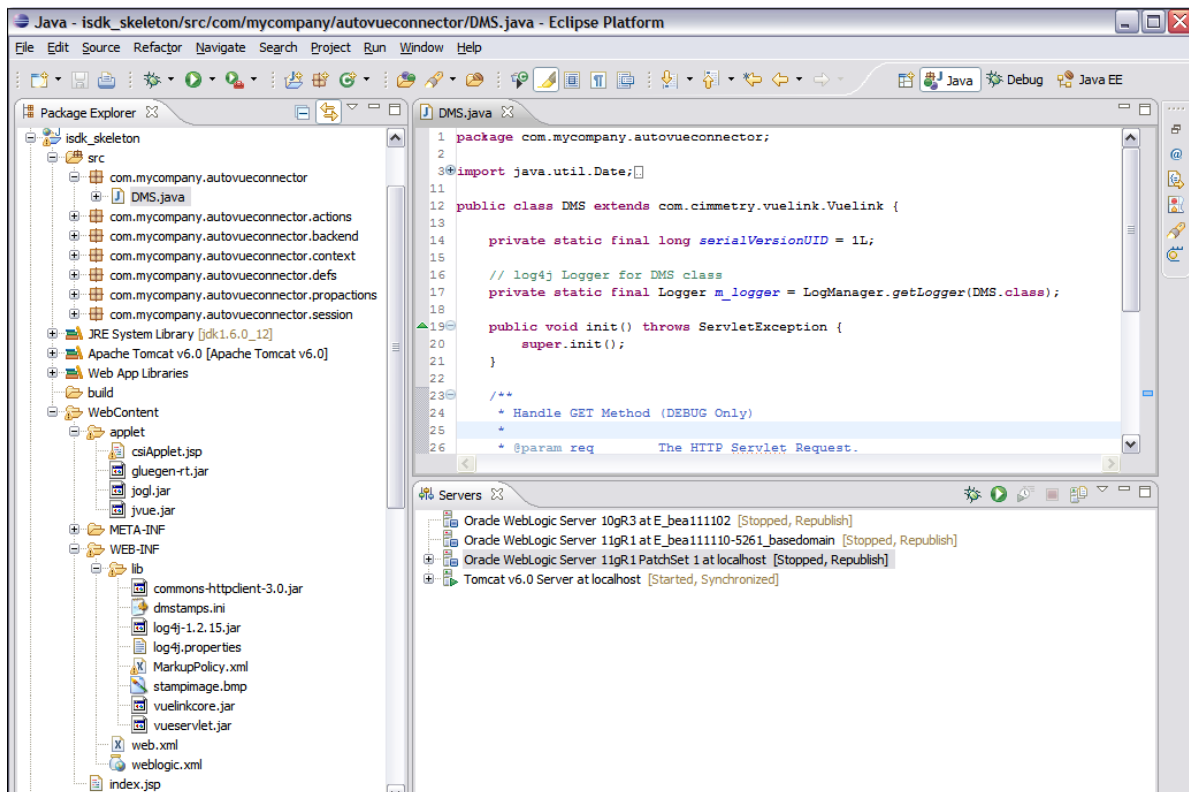 Java - isdk_skeleton/src/com/mycompany/autovueconnector/DMS.java - Eclipse Platform
File Edit Source Refactor Navigate Search Project Run Window Help
Java Debug Java EE
Package Explorer
isdk_skeleton
src
com.mycompany.autovueconnector
DMS.java
com.mycompany.autovueconnector.actions
com.mycompany.autovueconnector.backend
com.mycompany.autovueconnector.context
com.mycompany.autovueconnector.defs
com.mycompany.autovueconnector.propactions
com.mycompany.autovueconnector.session
JRE System Library [jdk1.6.0_12]
Apache Tomcat v6.0 [Apache Tomcat v6.0]
Web App Libraries
build
WebContent
applet
csiApplet.jsp
gluegen-rt.jar
jogl.jar
jvue.jar
META-INF
WEB-INF
lib
commons-httpclient-3.0.jar
dmstamps.ini
log4j-1.2.15.jar
log4j.properties
MarkupPolicy.xml
stampimage.bmp
vuelinkcore.jar
vueservlet.jar
web.xml
weblogic.xml
index.jsp
DMS.java
1 package com.mycompany.autovueconnector;
2
3 import java.util.Date;
11
12 public class DMS extends com.cimmetry.vuelink.Vuelink {
13
14 private static final long serialVersionUID = 1L;
15
16 // log4j Logger for DMS class
17 private static final Logger m_logger = LogManager.getLogger(DMS.class);
18
19 public void init() throws ServletException {
20 super.init();
21 }
22
23 /**
24 * Handle GET Method (DEBUG Only)
25 *
26 * @param req The HTTP Servlet Request.
Servers
Oracle WebLogic Server 10gR3 at E_bea111102 [Stopped, Republish]
Oracle WebLogic Server 11gR1 at E_bea111110-5261_basedomain [Stopped, Republish]
Oracle WebLogic Server 11gR1 PatchSet 1 at localhost [Stopped, Republish]
Tomcat v6.0 Server at localhost [Started, Synchronized]